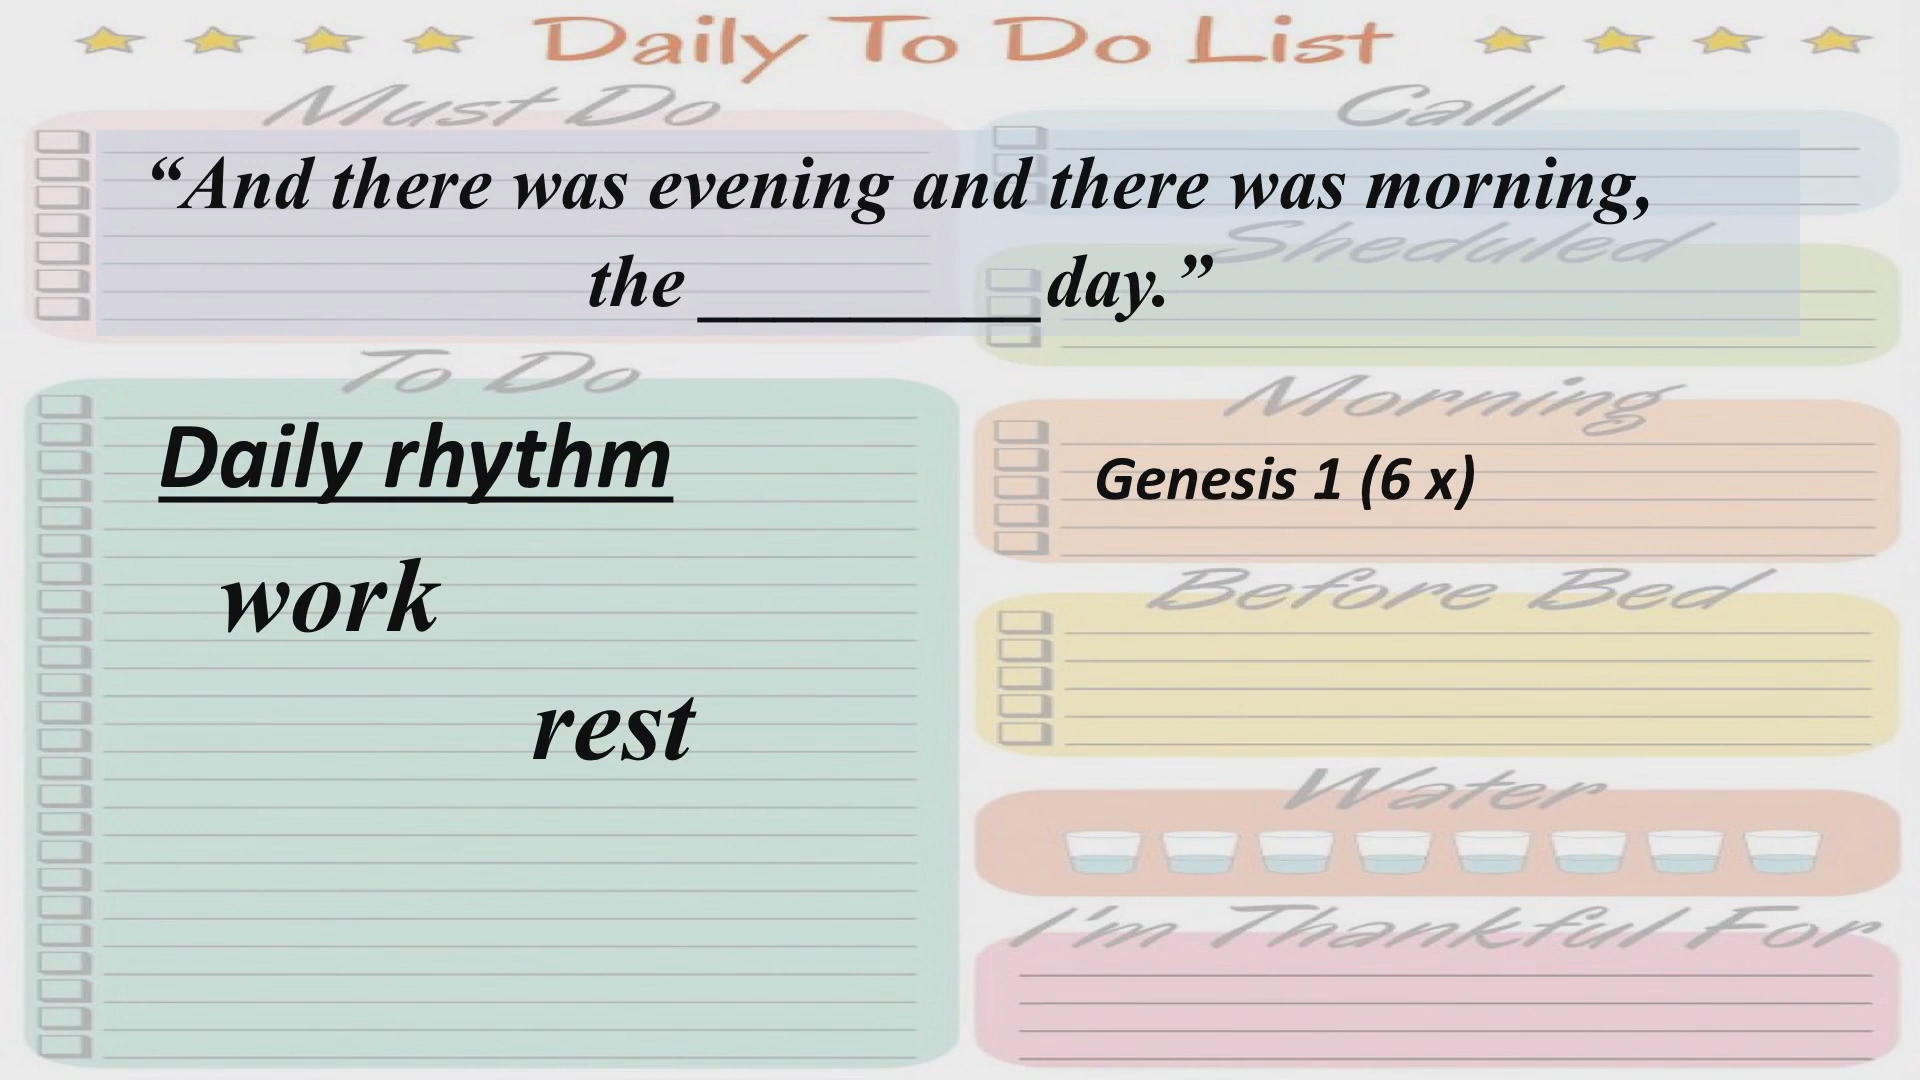 Daily To Do List
Must Do
Call
“And there was evening and there was morning,
the _________ day.”
Sheduled
To Do
Daily rhythm
work
rest
Morning
Genesis 1 (6 x)
Before Bed
Water
I'm Thankful For